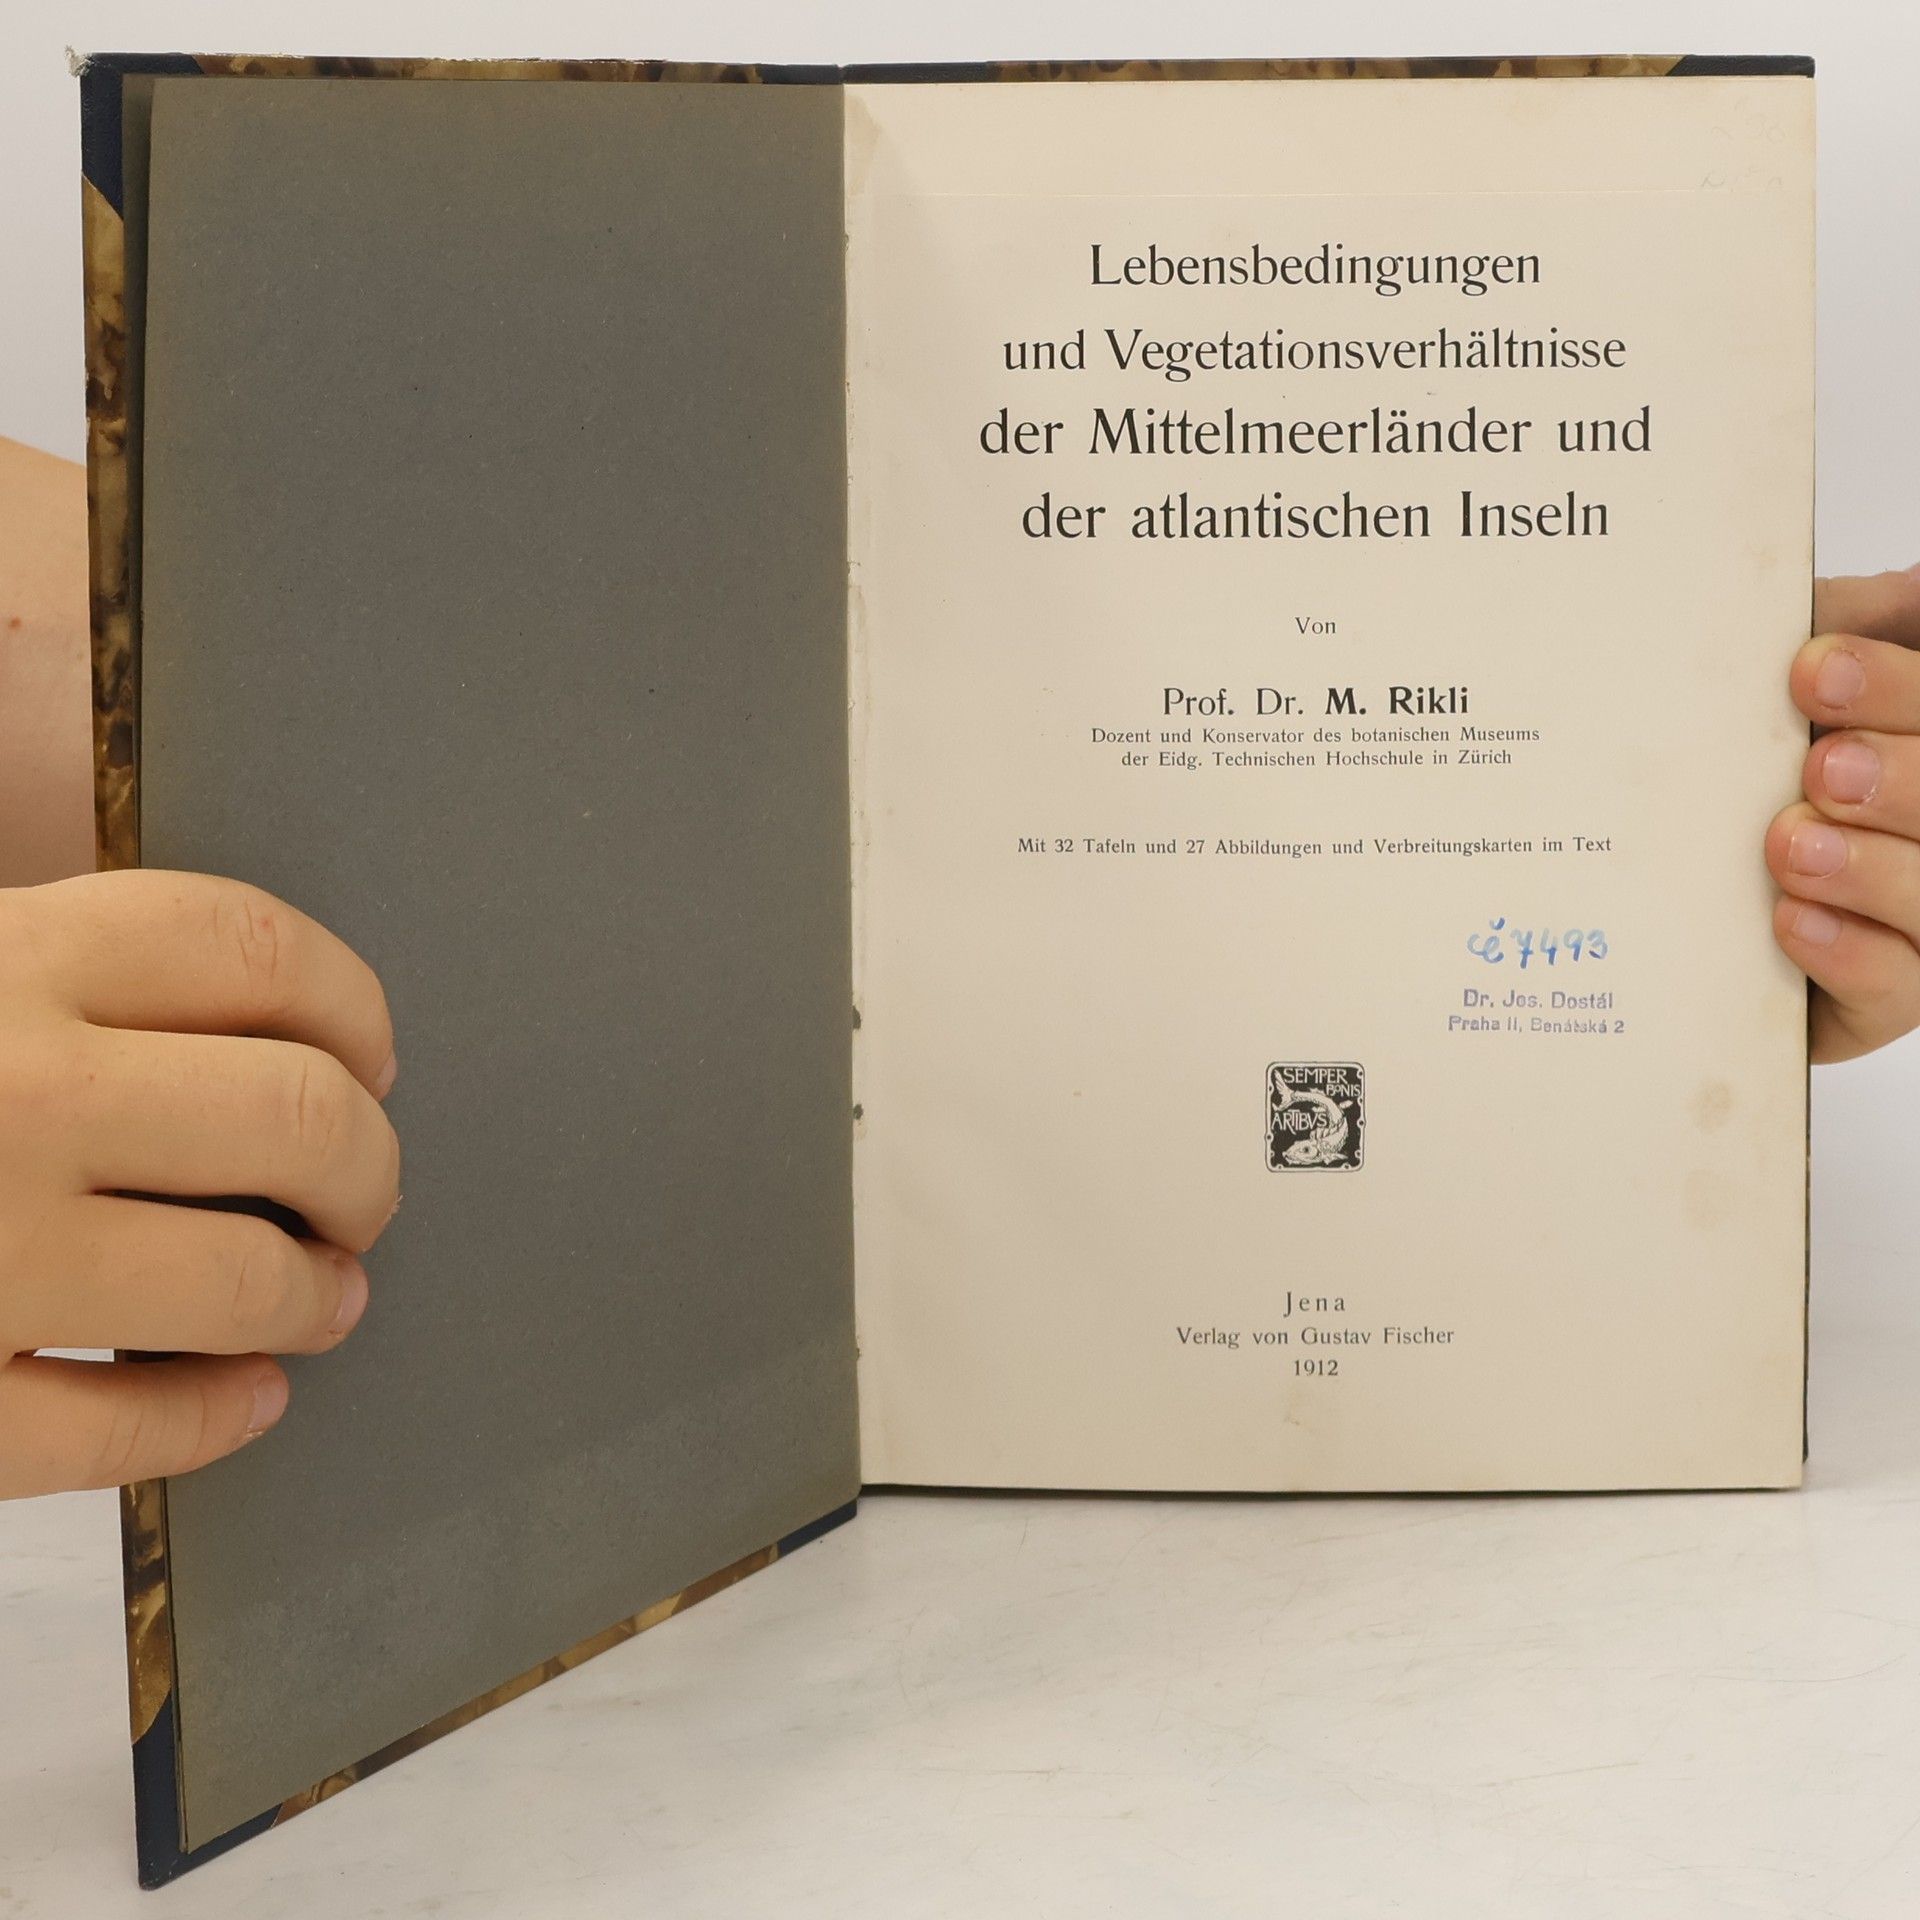 Lebensbedingungen
und Vegetationsverhältnisse
der Mittelmeerländer und
der atlantischen Inseln
Von
Prof. Dr. M. Rikli
Dozent und Konservator des botanischen Museums
der Eidg. Technischen Hochschule in Zürich
Mit 32 Tafeln und 27 Abbildungen und Verbreitungskarten im Text
čě 7493
Dr. Jos. Dostál
Praha II, Benátská 2
SEMPER
BONIS
ARTIBVS
Jena
Verlag von Gustav Fischer
1912